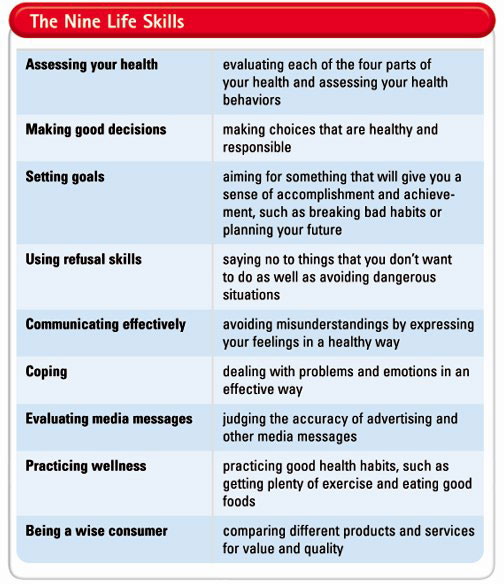 The Nine Life Skills
Assessing your health
evaluating each of the four parts of
your health and assessing your health
behaviors
Making good decisions
making choices that are healthy and
responsible
Setting goals
aiming for something that will give you a
sense of accomplishment and achieve-
ment, such as breaking bad habits or
planning your future
Using refusal skills
saying no to things that you don't want
to do as well as avoiding dangerous
situations
Communicating effectively
avoiding misunderstandings by expressing
your feelings in a healthy way
Coping
dealing with problems and emotions in an
effective way
Evaluating media messages
judging the accuracy of advertising and
other media messages
Practicing wellness
practicing good health habits, such as
getting plenty of exercise and eating good
foods
Being a wise consumer
comparing different products and services
for value and quality